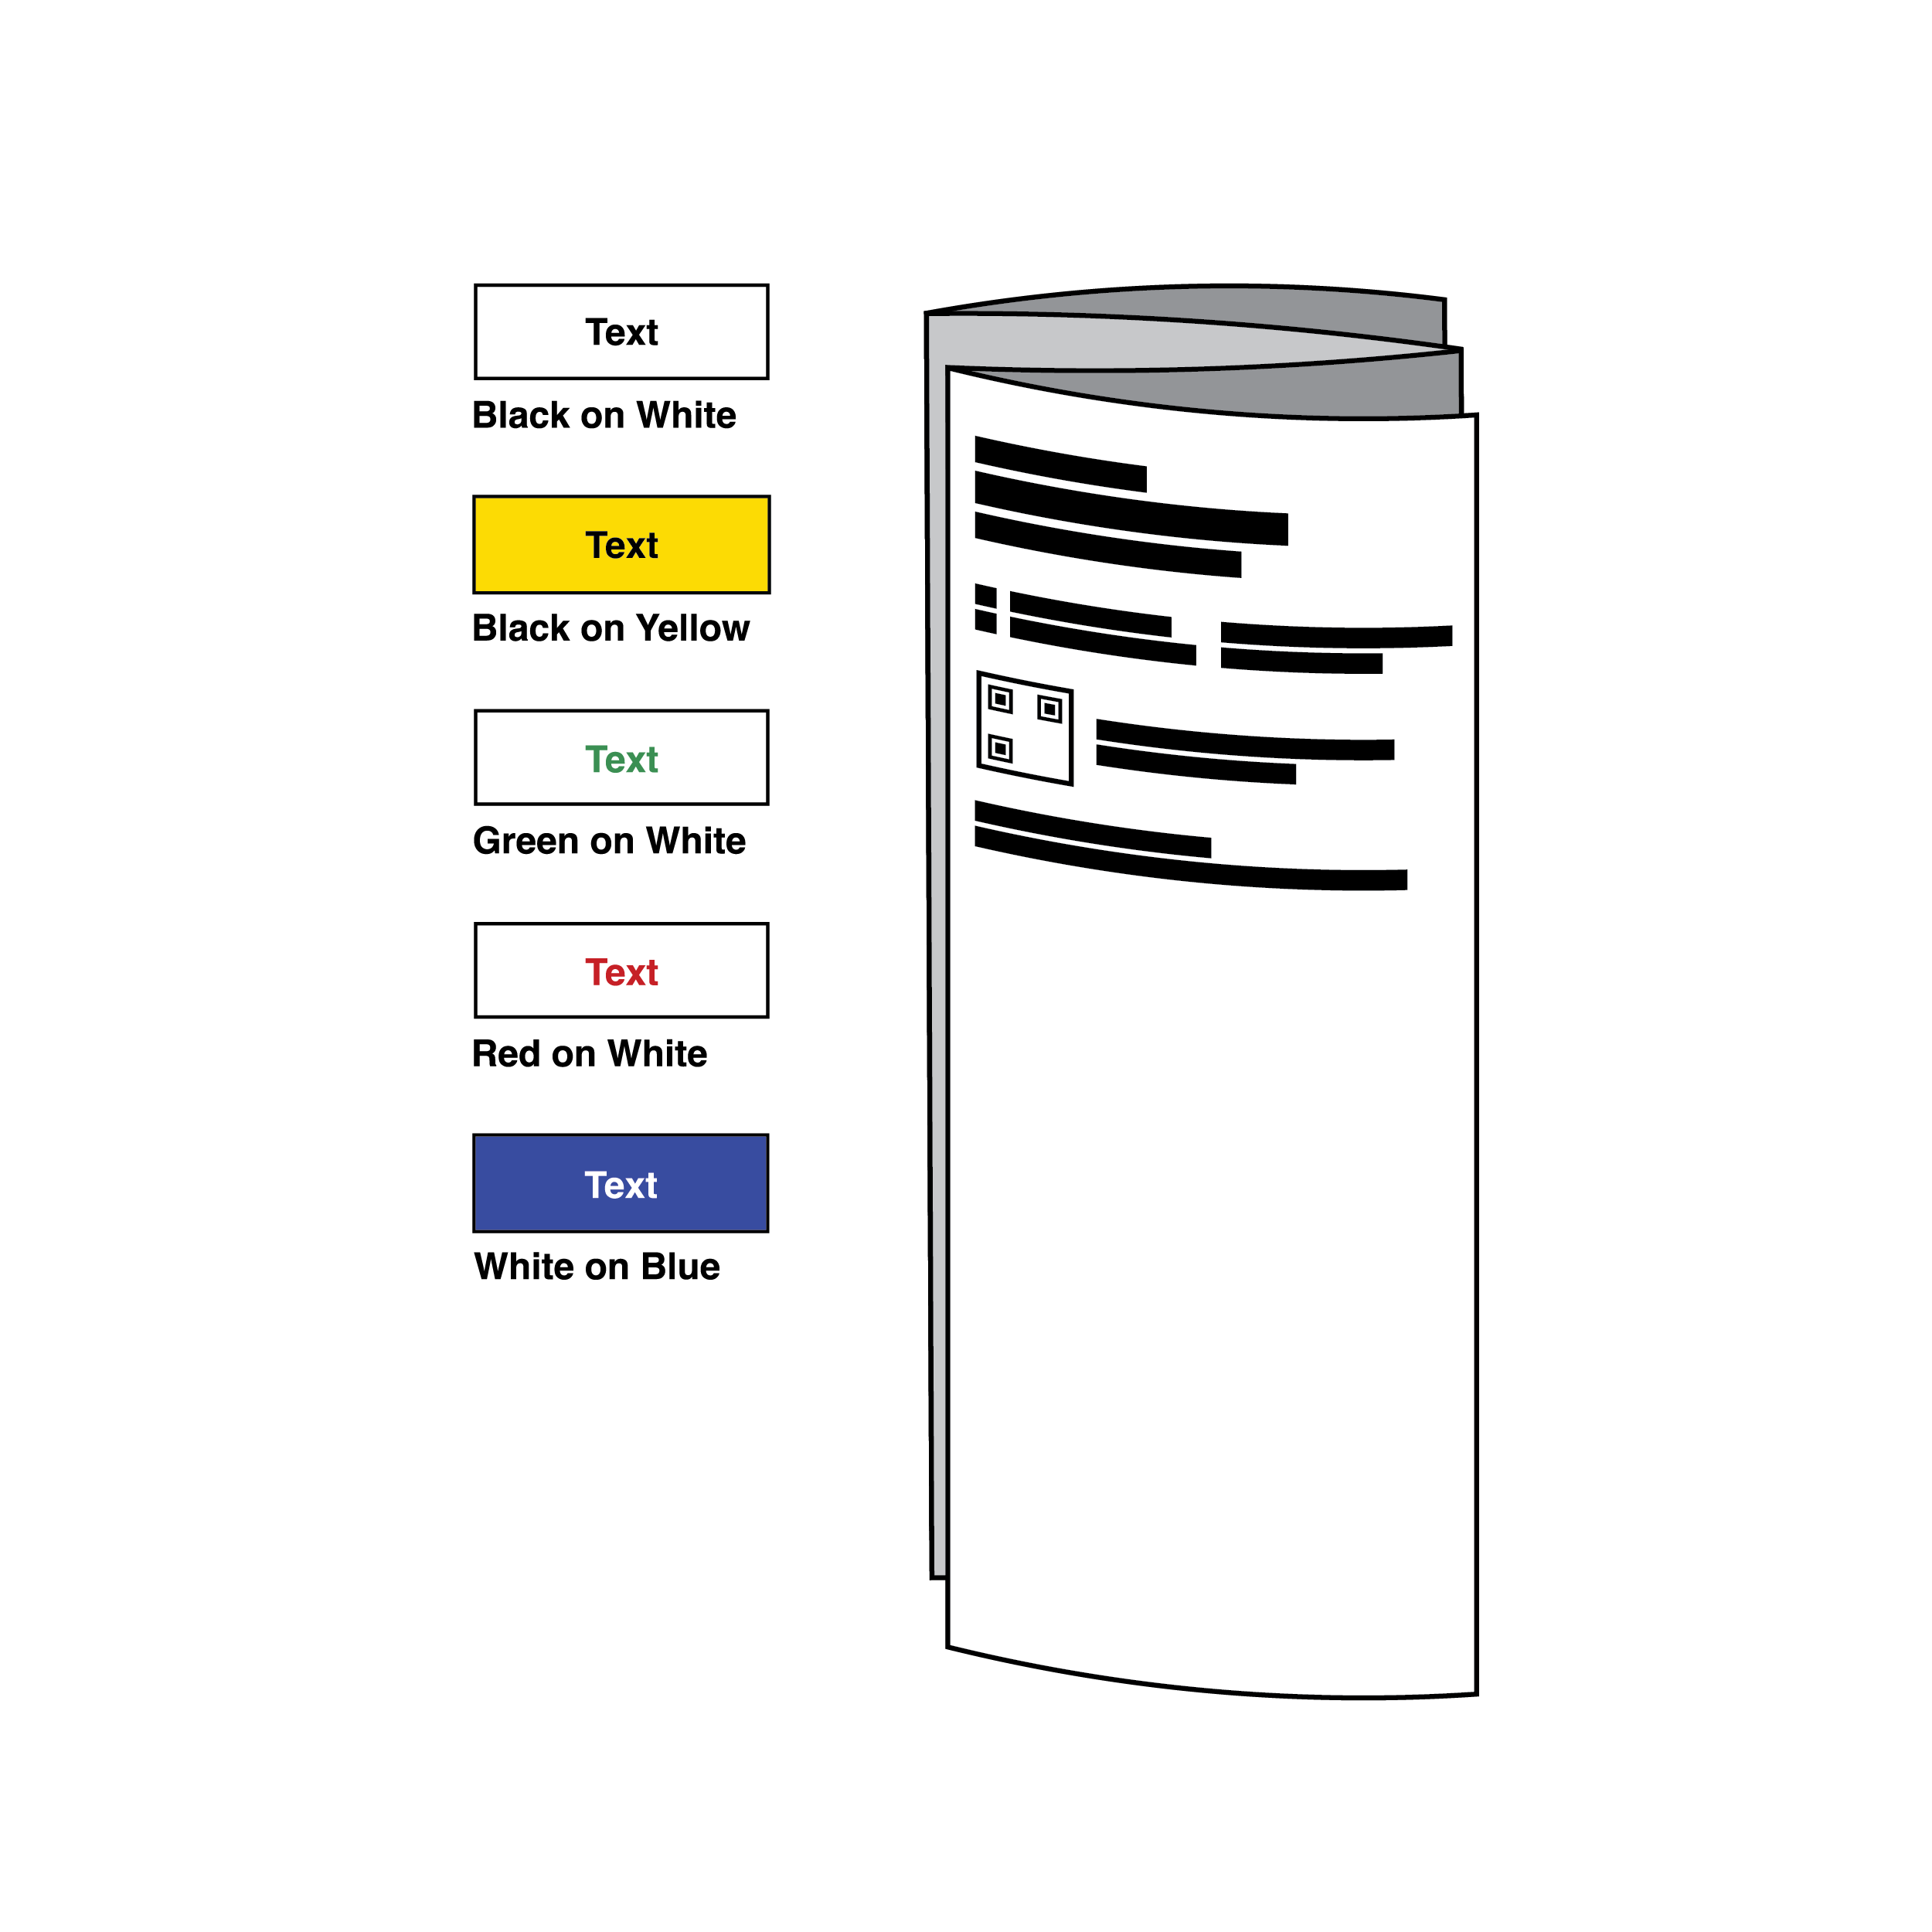 Text
Black on White
Text
Black on Yellow
Text
Green on White
Text
Red on White
Text
White on Blue